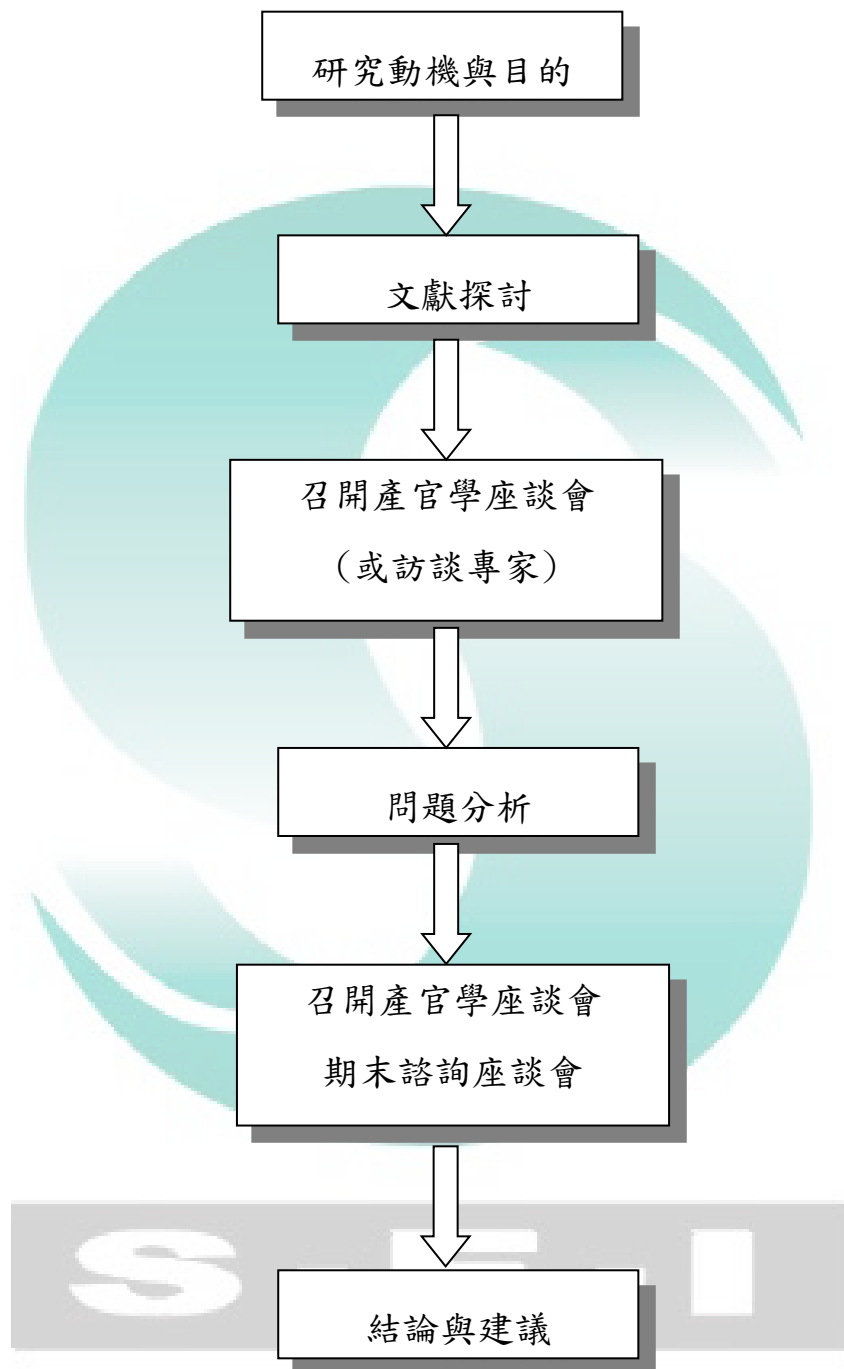 研究動機與目的
文獻探討
召開產官學座談會
（或訪談專家）
問題分析
召開產官學座談會
期末諮詢座談會
結論與建議